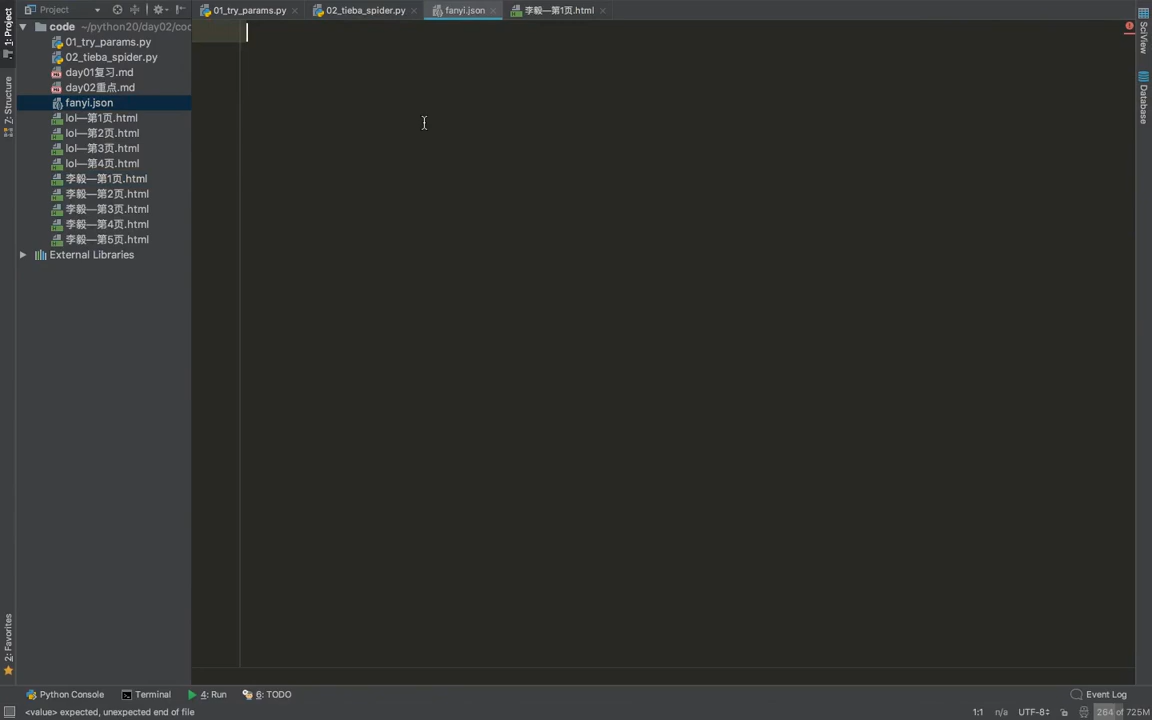 Project
01_try_params.py
02_tieba_spider.py
fanyi.json
李毅—第1页.html
1: Project
Z: Structure
2: Favorites
code ~/python20/day02/coc
01_try_params.py
02_tieba_spider.py
day01复习.md
day02重点.md
fanyi.json
lol—第1页.html
lol—第2页.html
lol—第3页.html
lol—第4页.html
李毅—第1页.html
李毅—第2页.html
李毅—第3页.html
李毅—第4页.html
李毅—第5页.html
External Libraries
SciView
Database
Python Console
Terminal
4: Run
6: TODO
Event Log
<value> expected, unexpected end of file
1:1
n/a
UTF-8
264 of 725M